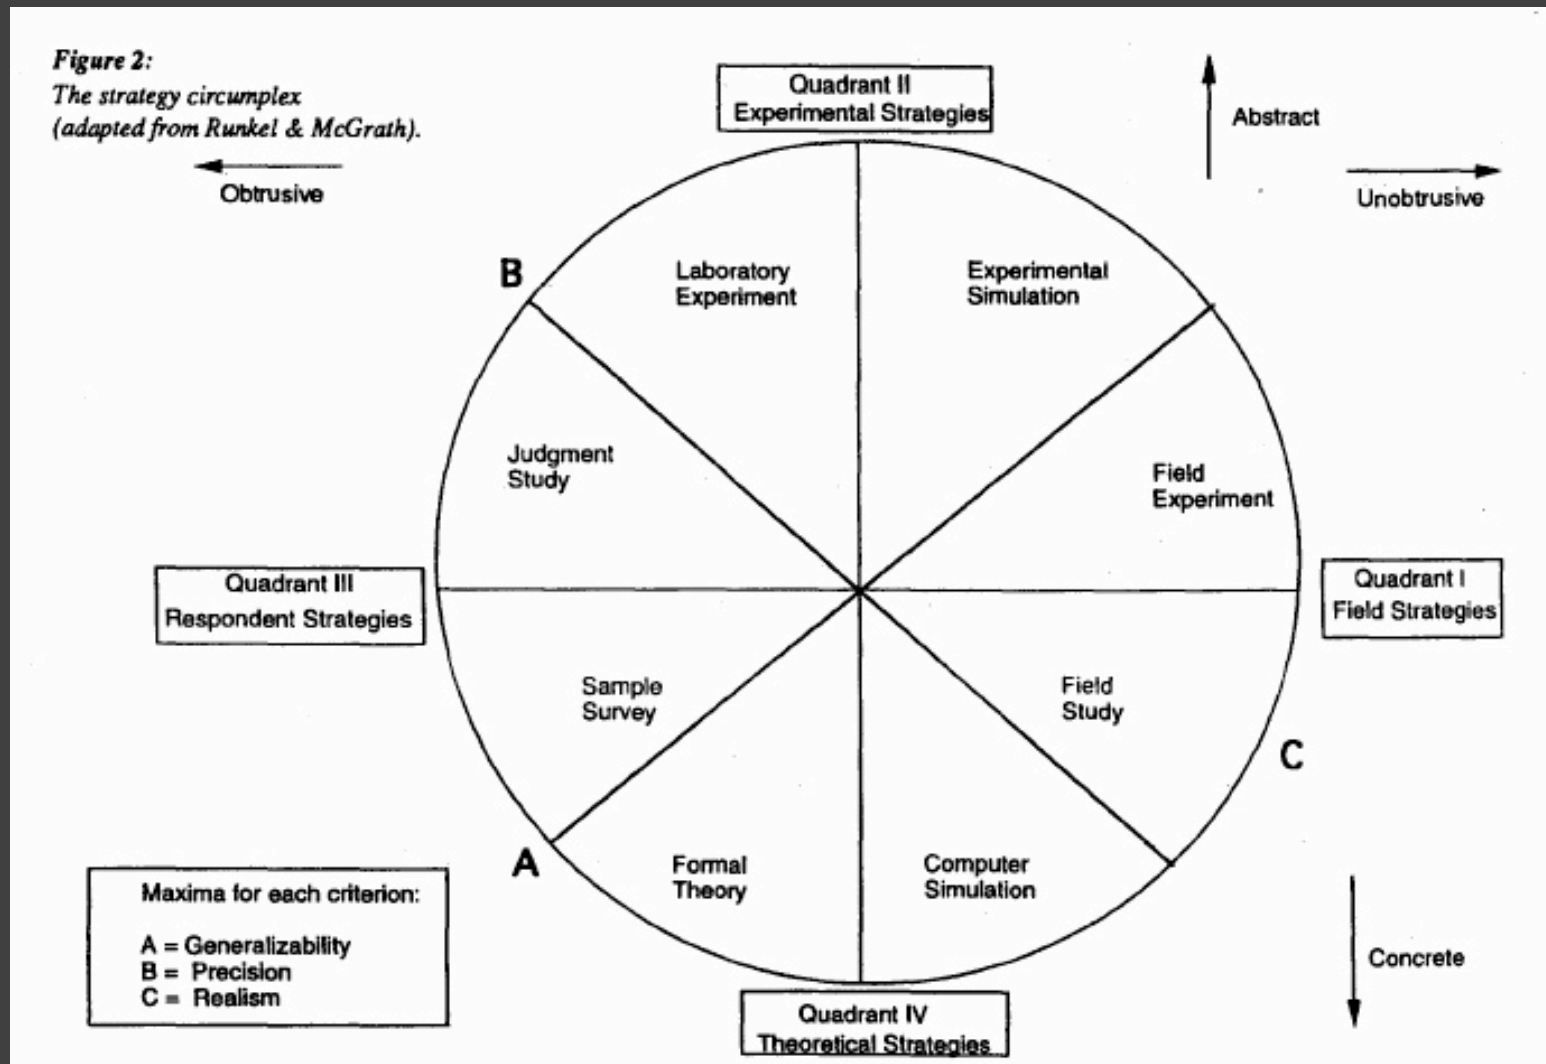 Figure 2:
The strategy circumplex
(adapted from Runkel & McGrath).
Obtrusive
Quadrant II
Experimental Strategies
Abstract
Unobtrusive
B
Laboratory
Experiment
Experimental
Simulation
Judgment
Study
Field
Experiment
Quadrant III
Respondent Strategies
Quadrant I
Field Strategies
Sample
Survey
Field
Study
C
A
Formal
Theory
Computer
Simulation
Maxima for each criterion:
A = Generalizability
B = Precision
C = Realism
Concrete
Quadrant IV
Theoretical Strategies